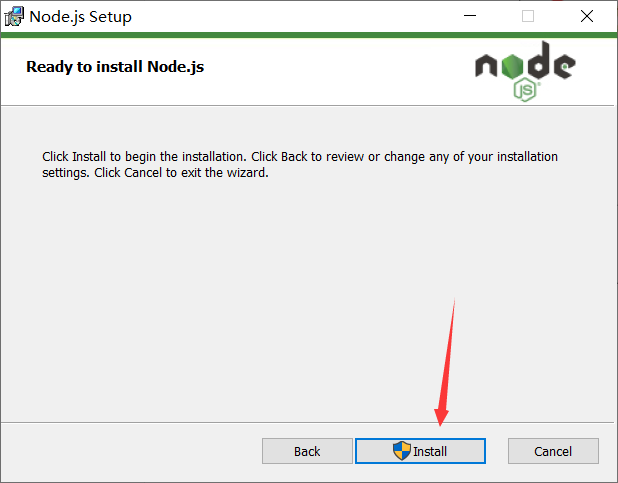 Node.js Setup
Ready to install Node.js
node
JS
Click Install to begin the installation. Click Back to review or change any of your installation
settings. Click Cancel to exit the wizard.
Back
Install
Cancel